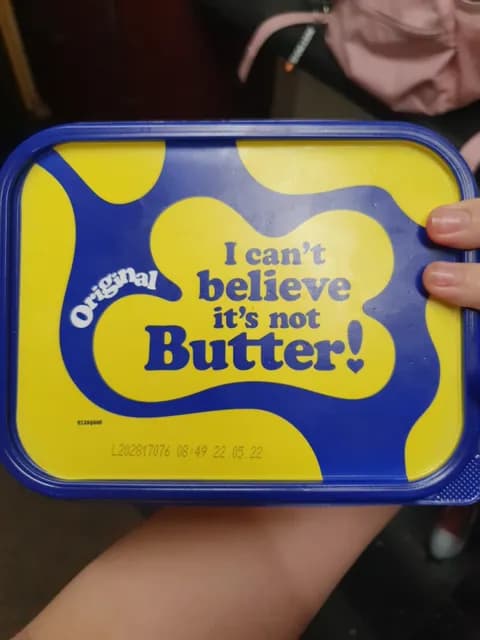 Original
I can't
believe
it's not
Butter!
L202817076 08:49 22 05 22